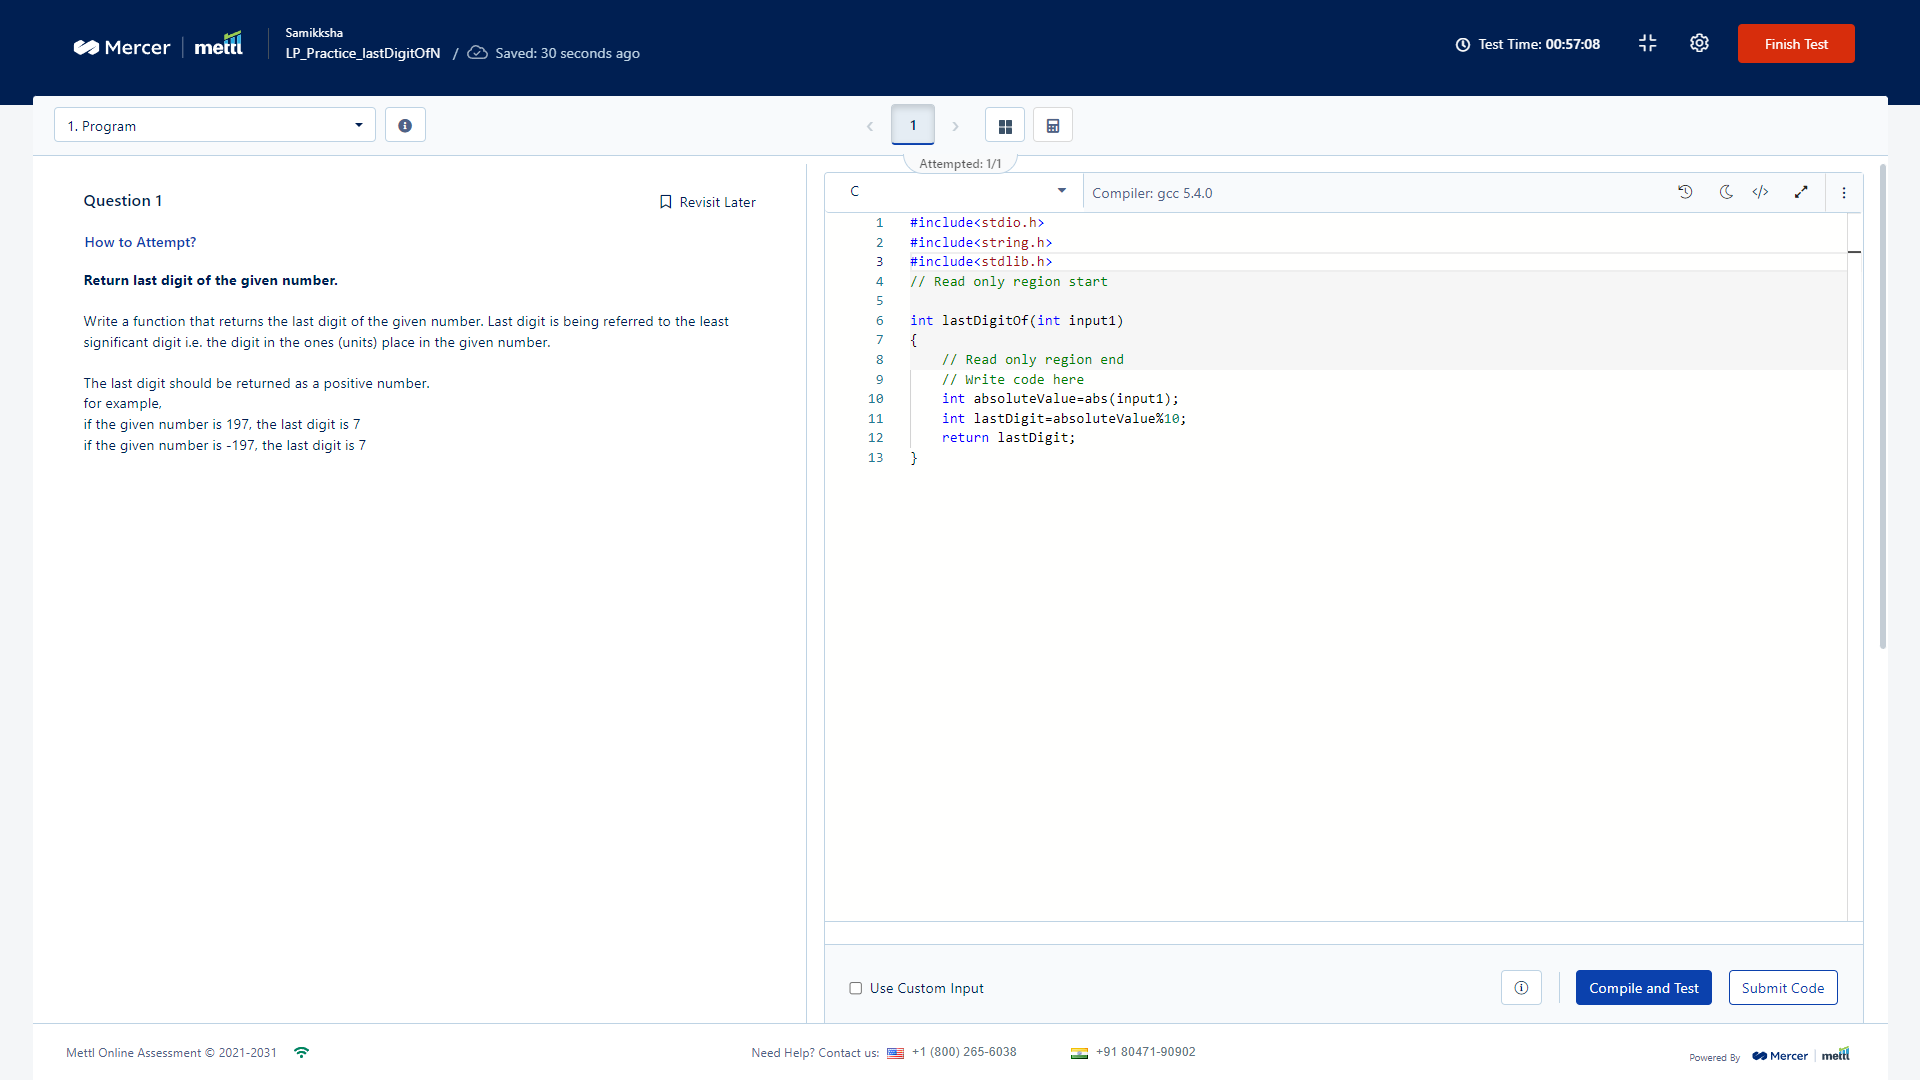 Mercer mettl
Samikksha
LP_Practice_lastDigitOfN / Saved: 30 seconds ago
Test Time: 00:57:08
Finish Test
1. Program
1
Attempted: 1/1
Question 1
Revisit Later
How to Attempt?
Return last digit of the given number.
Write a function that returns the last digit of the given number. Last digit is being referred to the least
significant digit i.e. the digit in the ones (units) place in the given number.
The last digit should be returned as a positive number.
for example,
if the given number is 197, the last digit is 7
if the given number is -197, the last digit is 7
C
Compiler: gcc 5.4.0
1 #include<stdio.h>
2 #include<string.h>
3 #include<stdlib.h>
4 // Read only region start
5
6 int lastDigitOf(int input1)
7 {
8 // Read only region end
9 // Write code here
10 int absoluteValue=abs(input1);
11 int lastDigit=absoluteValue%10;
12 return lastDigit;
13 }
Use Custom Input
Compile and Test
Submit Code
Mettl Online Assessment © 2021-2031
Need Help? Contact us: +1 (800) 265-6038 +91 80471-90902
Powered By Mercer mettl